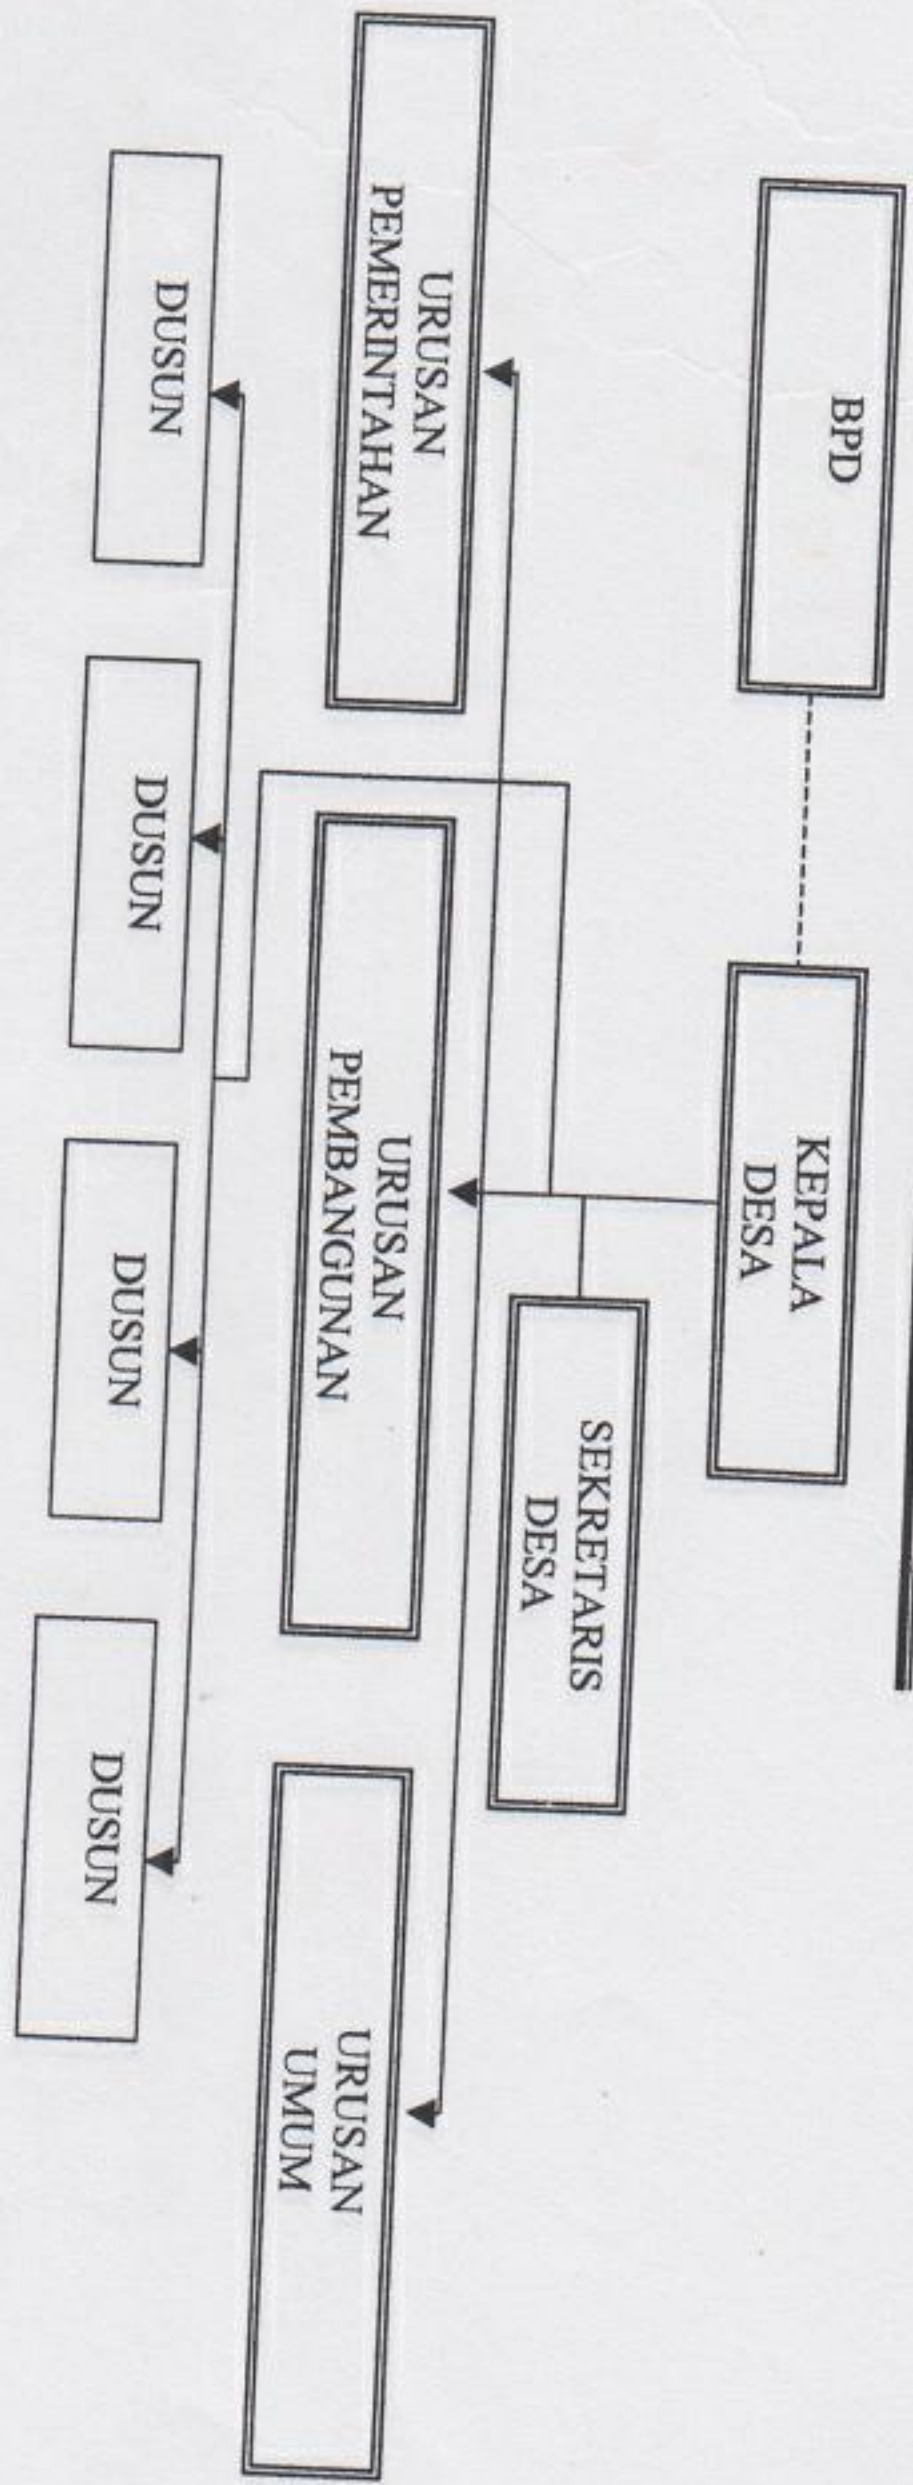 BPD
KEPALA
DESA
SEKRETARIS
DESA
URUSAN
PEMERINTAHAN
URUSAN
PEMBANGUNAN
URUSAN
UMUM
DUSUN
DUSUN
DUSUN
DUSUN